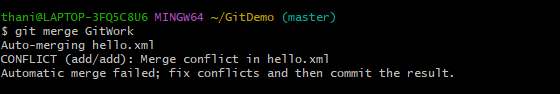 thani@LAPTOP-3FQ5C8U6 MINGW64 ~/GitDemo (master)
$ git merge GitWork
Auto-merging hello.xml
CONFLICT (add/add): Merge conflict in hello.xml
Automatic merge failed; fix conflicts and then commit the result.